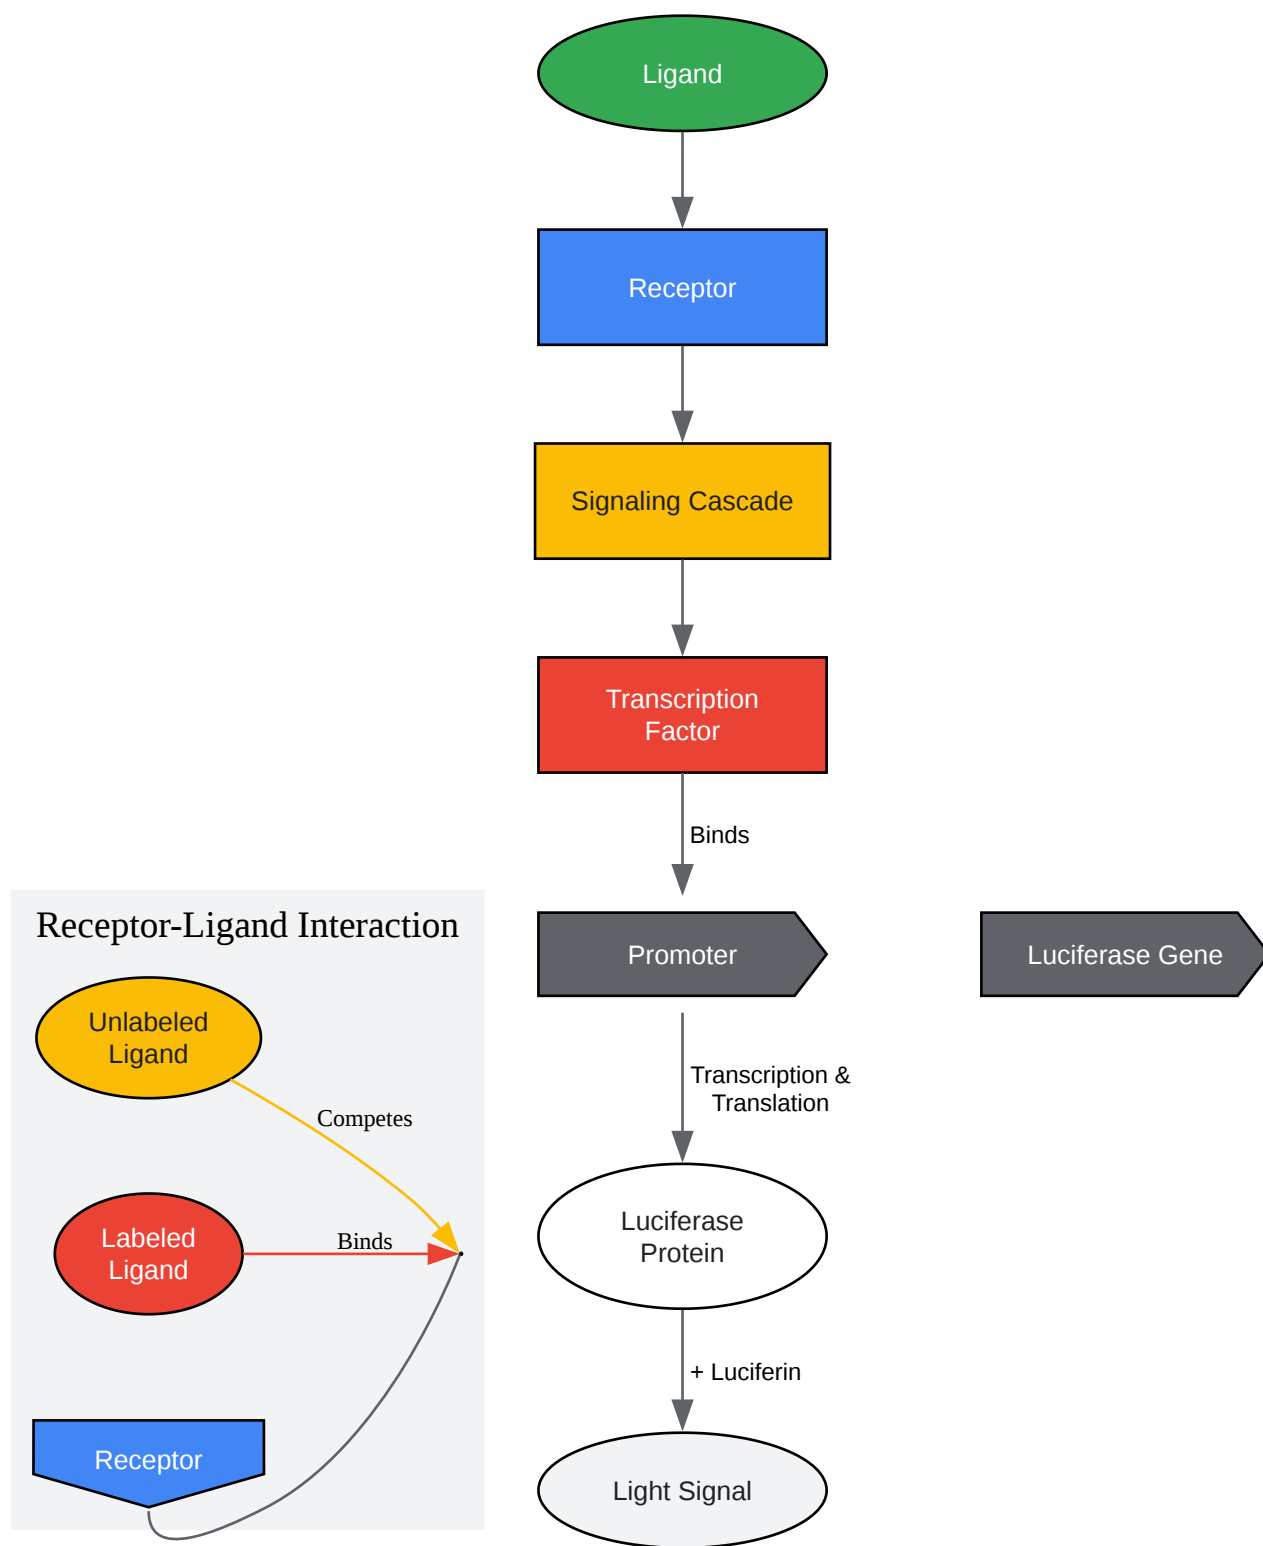 Ligand
Receptor
Signaling Cascade
Transcription
Factor
Binds
Receptor-Ligand Interaction
Promoter
Luciferase Gene
Unlabeled
Ligand
Competes
Transcription &
Translation
Labeled
Ligand
Binds
Luciferase
Protein
+ Luciferin
Receptor
Light Signal